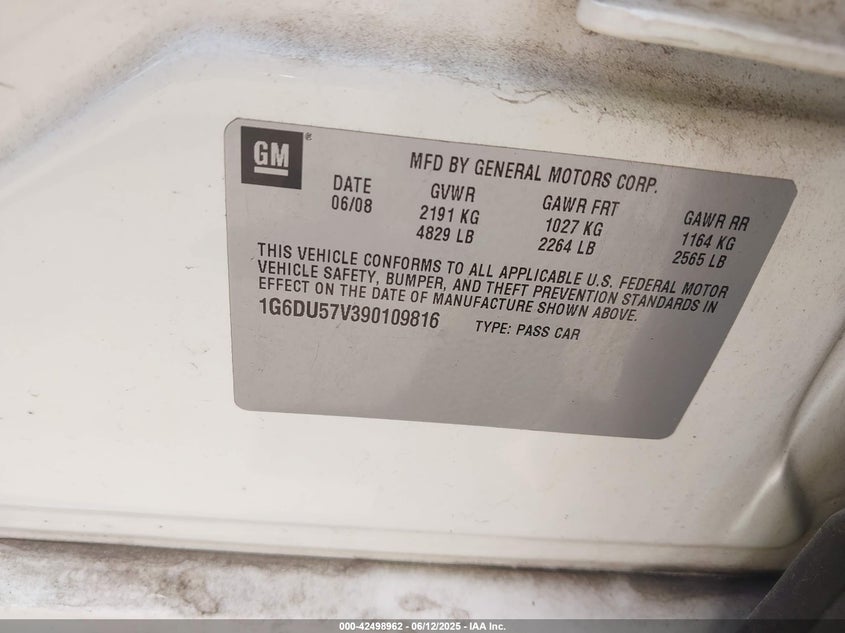 GM ®
MFD BY GENERAL MOTORS CORP.
DATE GVWR GAWR FRT GAWR RR
06/08 2191 KG 1027 KG 1164 KG
4829 LB 2264 LB 2565 LB
THIS VEHICLE CONFORMS TO ALL APPLICABLE U.S. FEDERAL MOTOR
VEHICLE SAFETY, BUMPER, AND THEFT PREVENTION STANDARDS IN
EFFECT ON THE DATE OF MANUFACTURE SHOWN ABOVE.
1G6DU57V390109816 TYPE: PASS CAR
000-42498962 - 06/12/2025 - IAA Inc.